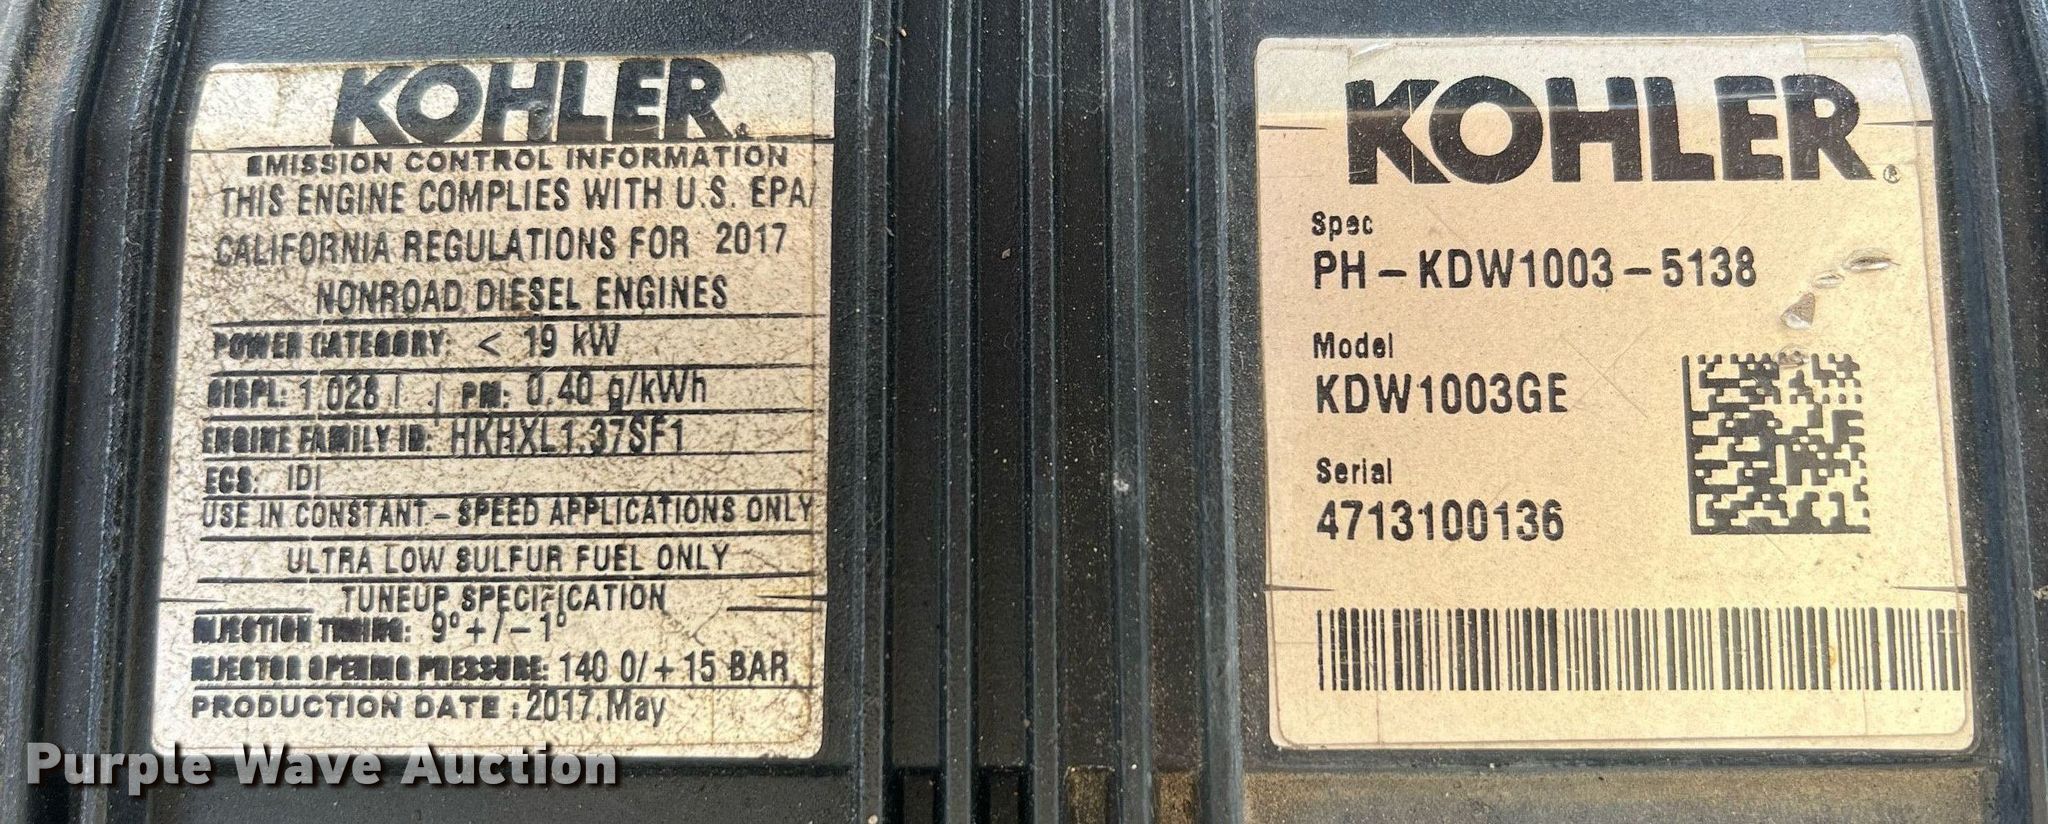 KOHLER®
EMISSION CONTROL INFORMATION
THIS ENGINE COMPLIES WITH U.S. EPA/
CALIFORNIA REGULATIONS FOR 2017
NONROAD DIESEL ENGINES
POWER CATEGORY: < 19 kW
DISPL: 1.028 l. PM: 0.40 g/kWh
ENGINE FAMILY ID: HKHXL1.37SF1
ECS: IDI
USE IN CONSTANT-SPEED APPLICATIONS ONLY
ULTRA LOW SULFUR FUEL ONLY
TUNEUP SPECIFICATION
INJECTION TIMING: 9°+/-1°
INJECTOR OPENING PRESSURE: 140 0/+15 BAR
PRODUCTION DATE : 2017.May
KOHLER®
Spec
PH-KDW1003-5138
Model
KDW1003GE
Serial
4713100136
Purple Wave Auction